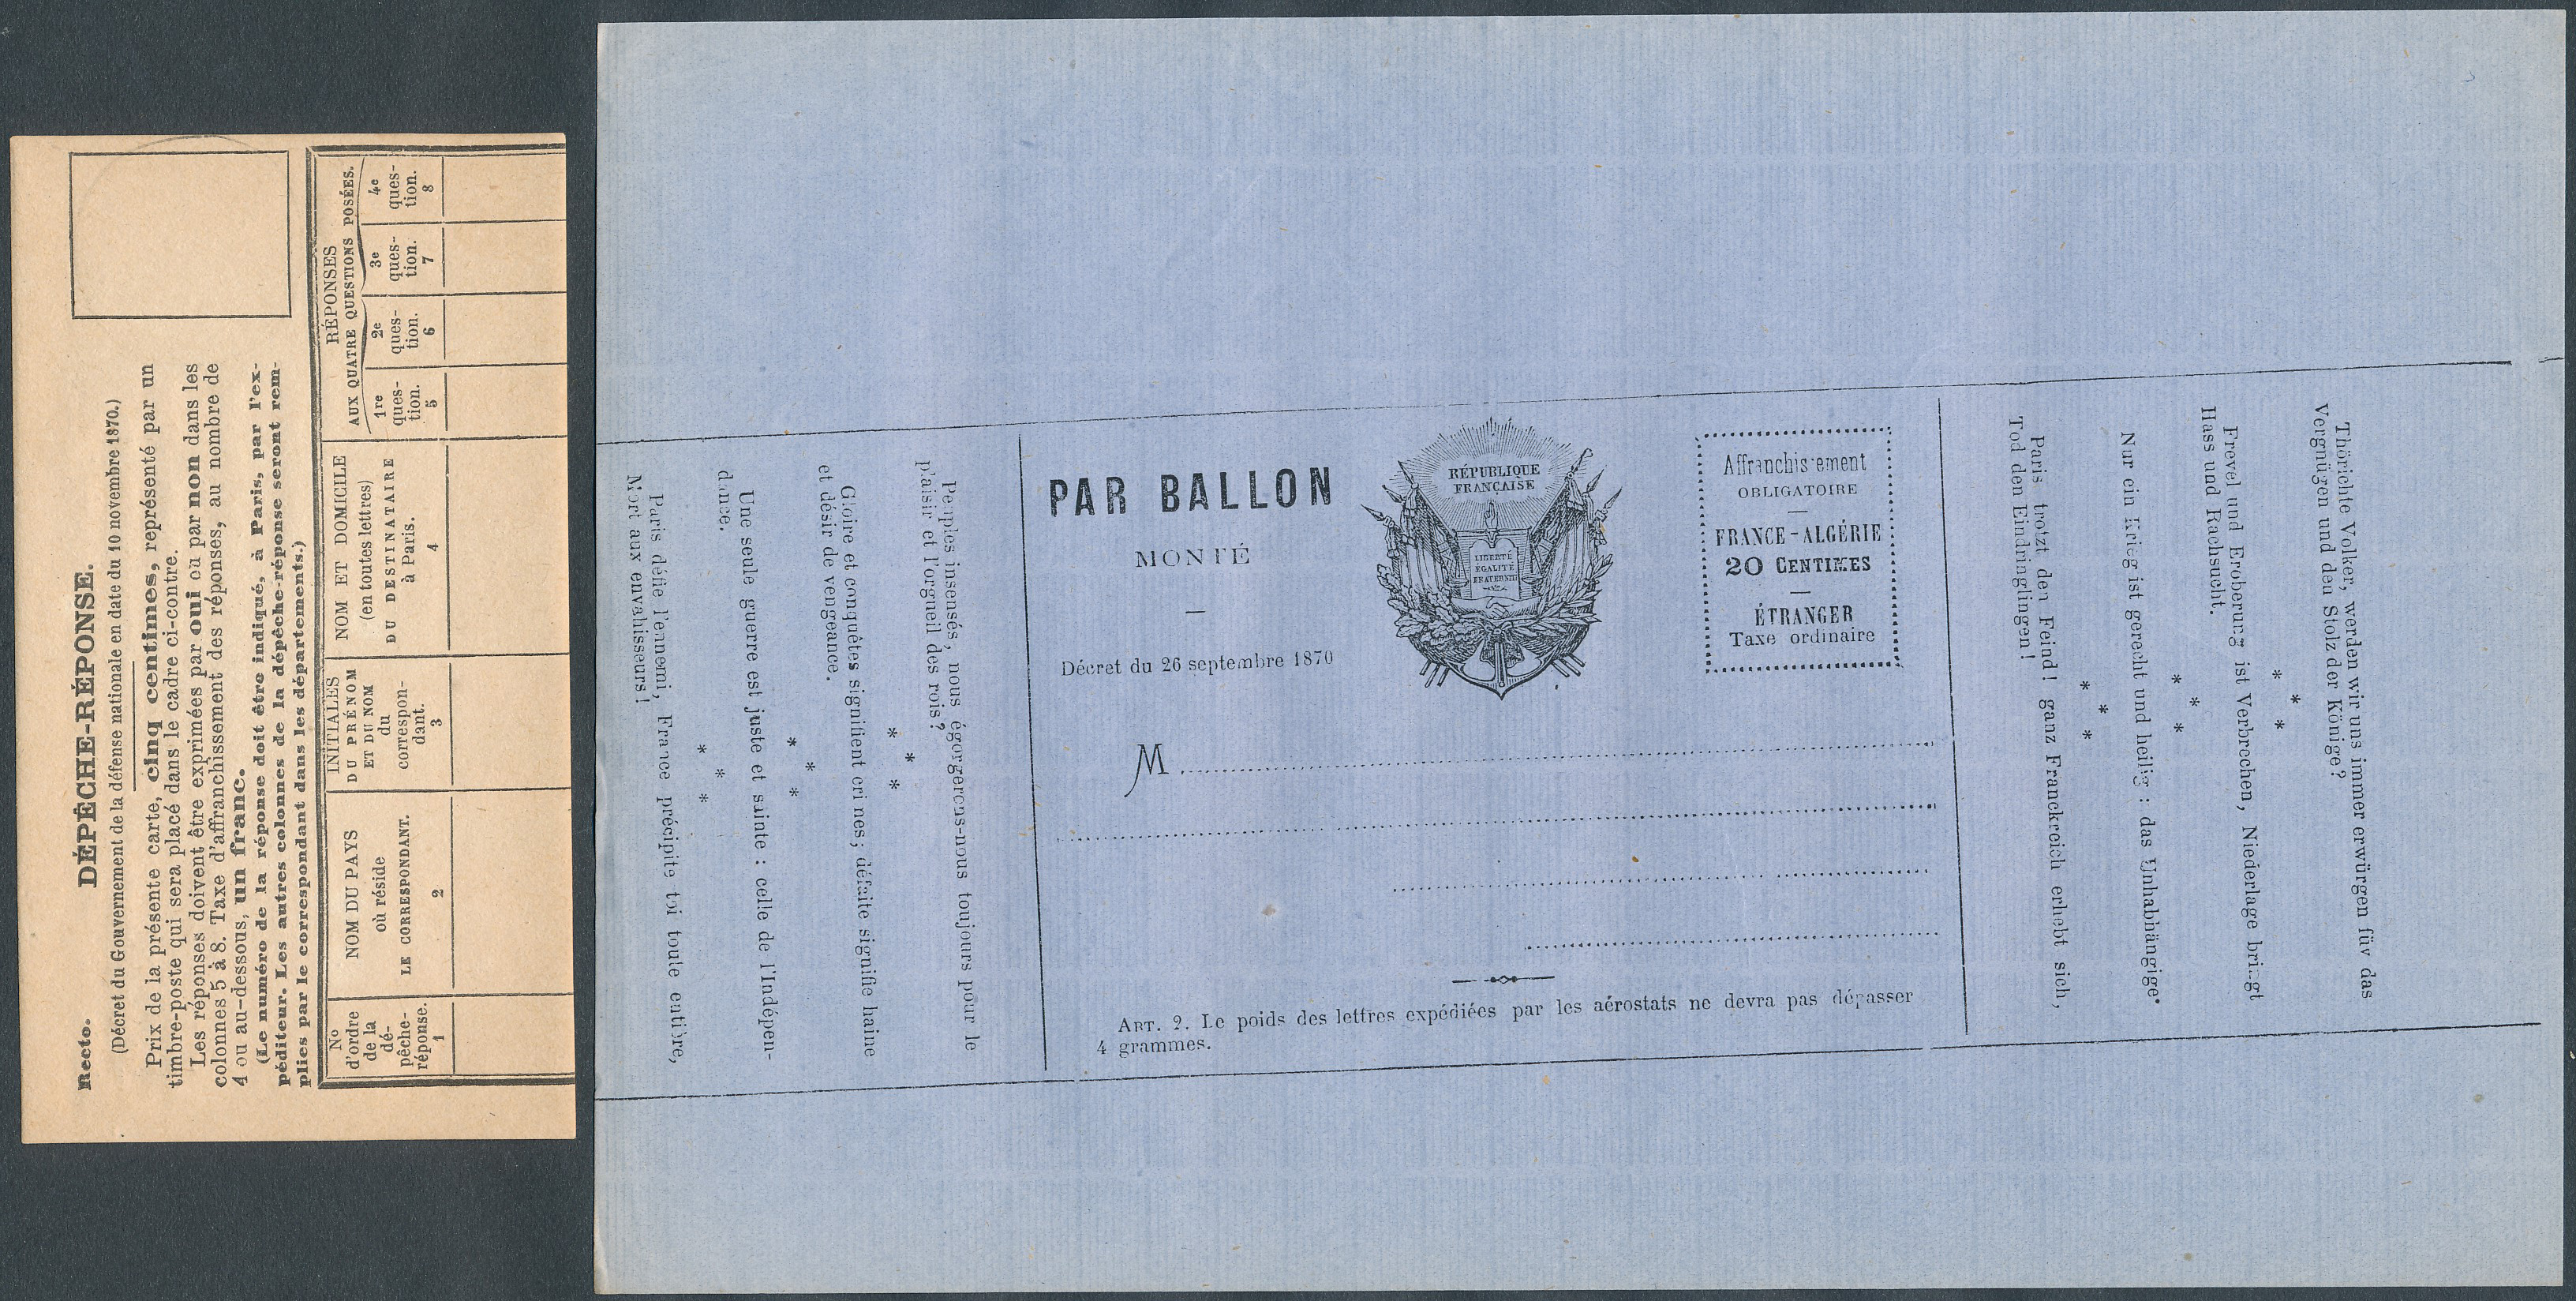 Recto.
DÉPÊCHE-RÉPONSE.
(Décret du Gouvernement de la défense nationale en date du 10 novembre 1870.)
Prix de la présente carte, cinq centimes, représenté par un
timbre-poste qui sera placé dans le cadre ci-contre.
Les réponses doivent être exprimées par oui ou par non dans les
colonnes 5 à 8. Taxe d'affranchissement des réponses, au nombre de
4 ou au-dessous, un franc.
(Le numéro de la réponse doit être indiqué, à Paris, par l'ex-
péditeur. Les autres colonnes de la dépêche-réponse seront rem-
plies par le correspondant dans les départements.)
No
d'ordre
de la
dé-
pêche-
réponse.
1
NOM DU PAYS
où réside
LE CORRESPONDANT.
2
INITIALES
DU PRÉNOM
ET DU NOM
du
correspon-
dant.
3
NOM ET DOMICILE
(en toutes lettres)
DU DESTINATAIRE
à Paris.
4
RÉPONSES
AUX QUATRE QUESTIONS POSÉES.
1re
ques-
tion.
5
2e
ques-
tion.
6
3e
ques-
tion.
7
4e
ques-
tion.
8
Peuples insensés, nous égorgerons-nous toujours pour le
plaisir et l'orgueil des rois?
* * *
Gloire et conquêtes signifient crimes; défaite signifie haine
et désir de vengeance.
* * *
Une seule guerre est juste et sainte : celle de l'Indépen-
dance.
* * *
Paris défie l'ennemi, France précipite toi toute entière,
Mort aux envahisseurs!
PAR BALLON
MONTÉ
—
Décret du 26 septembre 1870
RÉPUBLIQUE
FRANÇAISE
LIBERTÉ
ÉGALITÉ
FRATERNITÉ
Affranchissement
OBLIGATOIRE
—
FRANCE-ALGÉRIE
20 CENTIMES
—
ÉTRANGER
Taxe ordinaire
M
ART. 2. Le poids des lettres expédiées par les aérostats ne devra pas dépasser
4 grammes.
Thörichte Volker, werden wir uns immer erwürgen füv das
Vergnügen und den Stolz der Könige?
* * *
Frevel und Eroberung ist Verbrechen, Niederlage bringt
Hass und Rachsucht.
* * *
Nur ein Krieg ist gerecht und heilig : das Unhabhängige.
* * *
Paris trotzt den Feind! ganz Franckreich erhebt sich,
Tod den Eindringlingen!